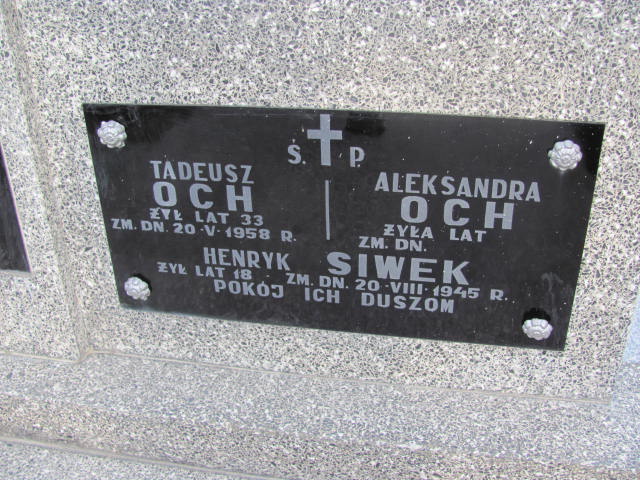 Ś. P.
TADEUSZ
OCH
ŻYŁ LAT 33
ZM. DN. 20-V-1958 R.
ALEKSANDRA
OCH
ŻYŁA LAT
ZM. DN.
HENRYK SIWEK
ŻYŁ LAT 18 ZM. DN. 20-VIII-1945 R.
POKÓJ ICH DUSZOM